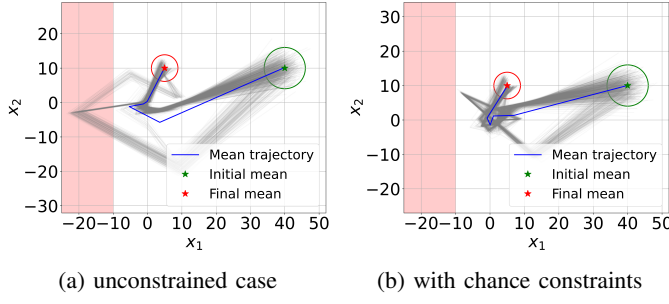 30
20
10
0
−10
−20
−30
x₂
−20
−10
0
10
20
30
40
50
x₁
Mean trajectory
Initial mean
Final mean
(a) unconstrained case
30
20
10
0
−10
−20
x₂
−20
−10
0
10
20
30
40
50
x₁
Mean trajectory
Initial mean
Final mean
(b) with chance constraints